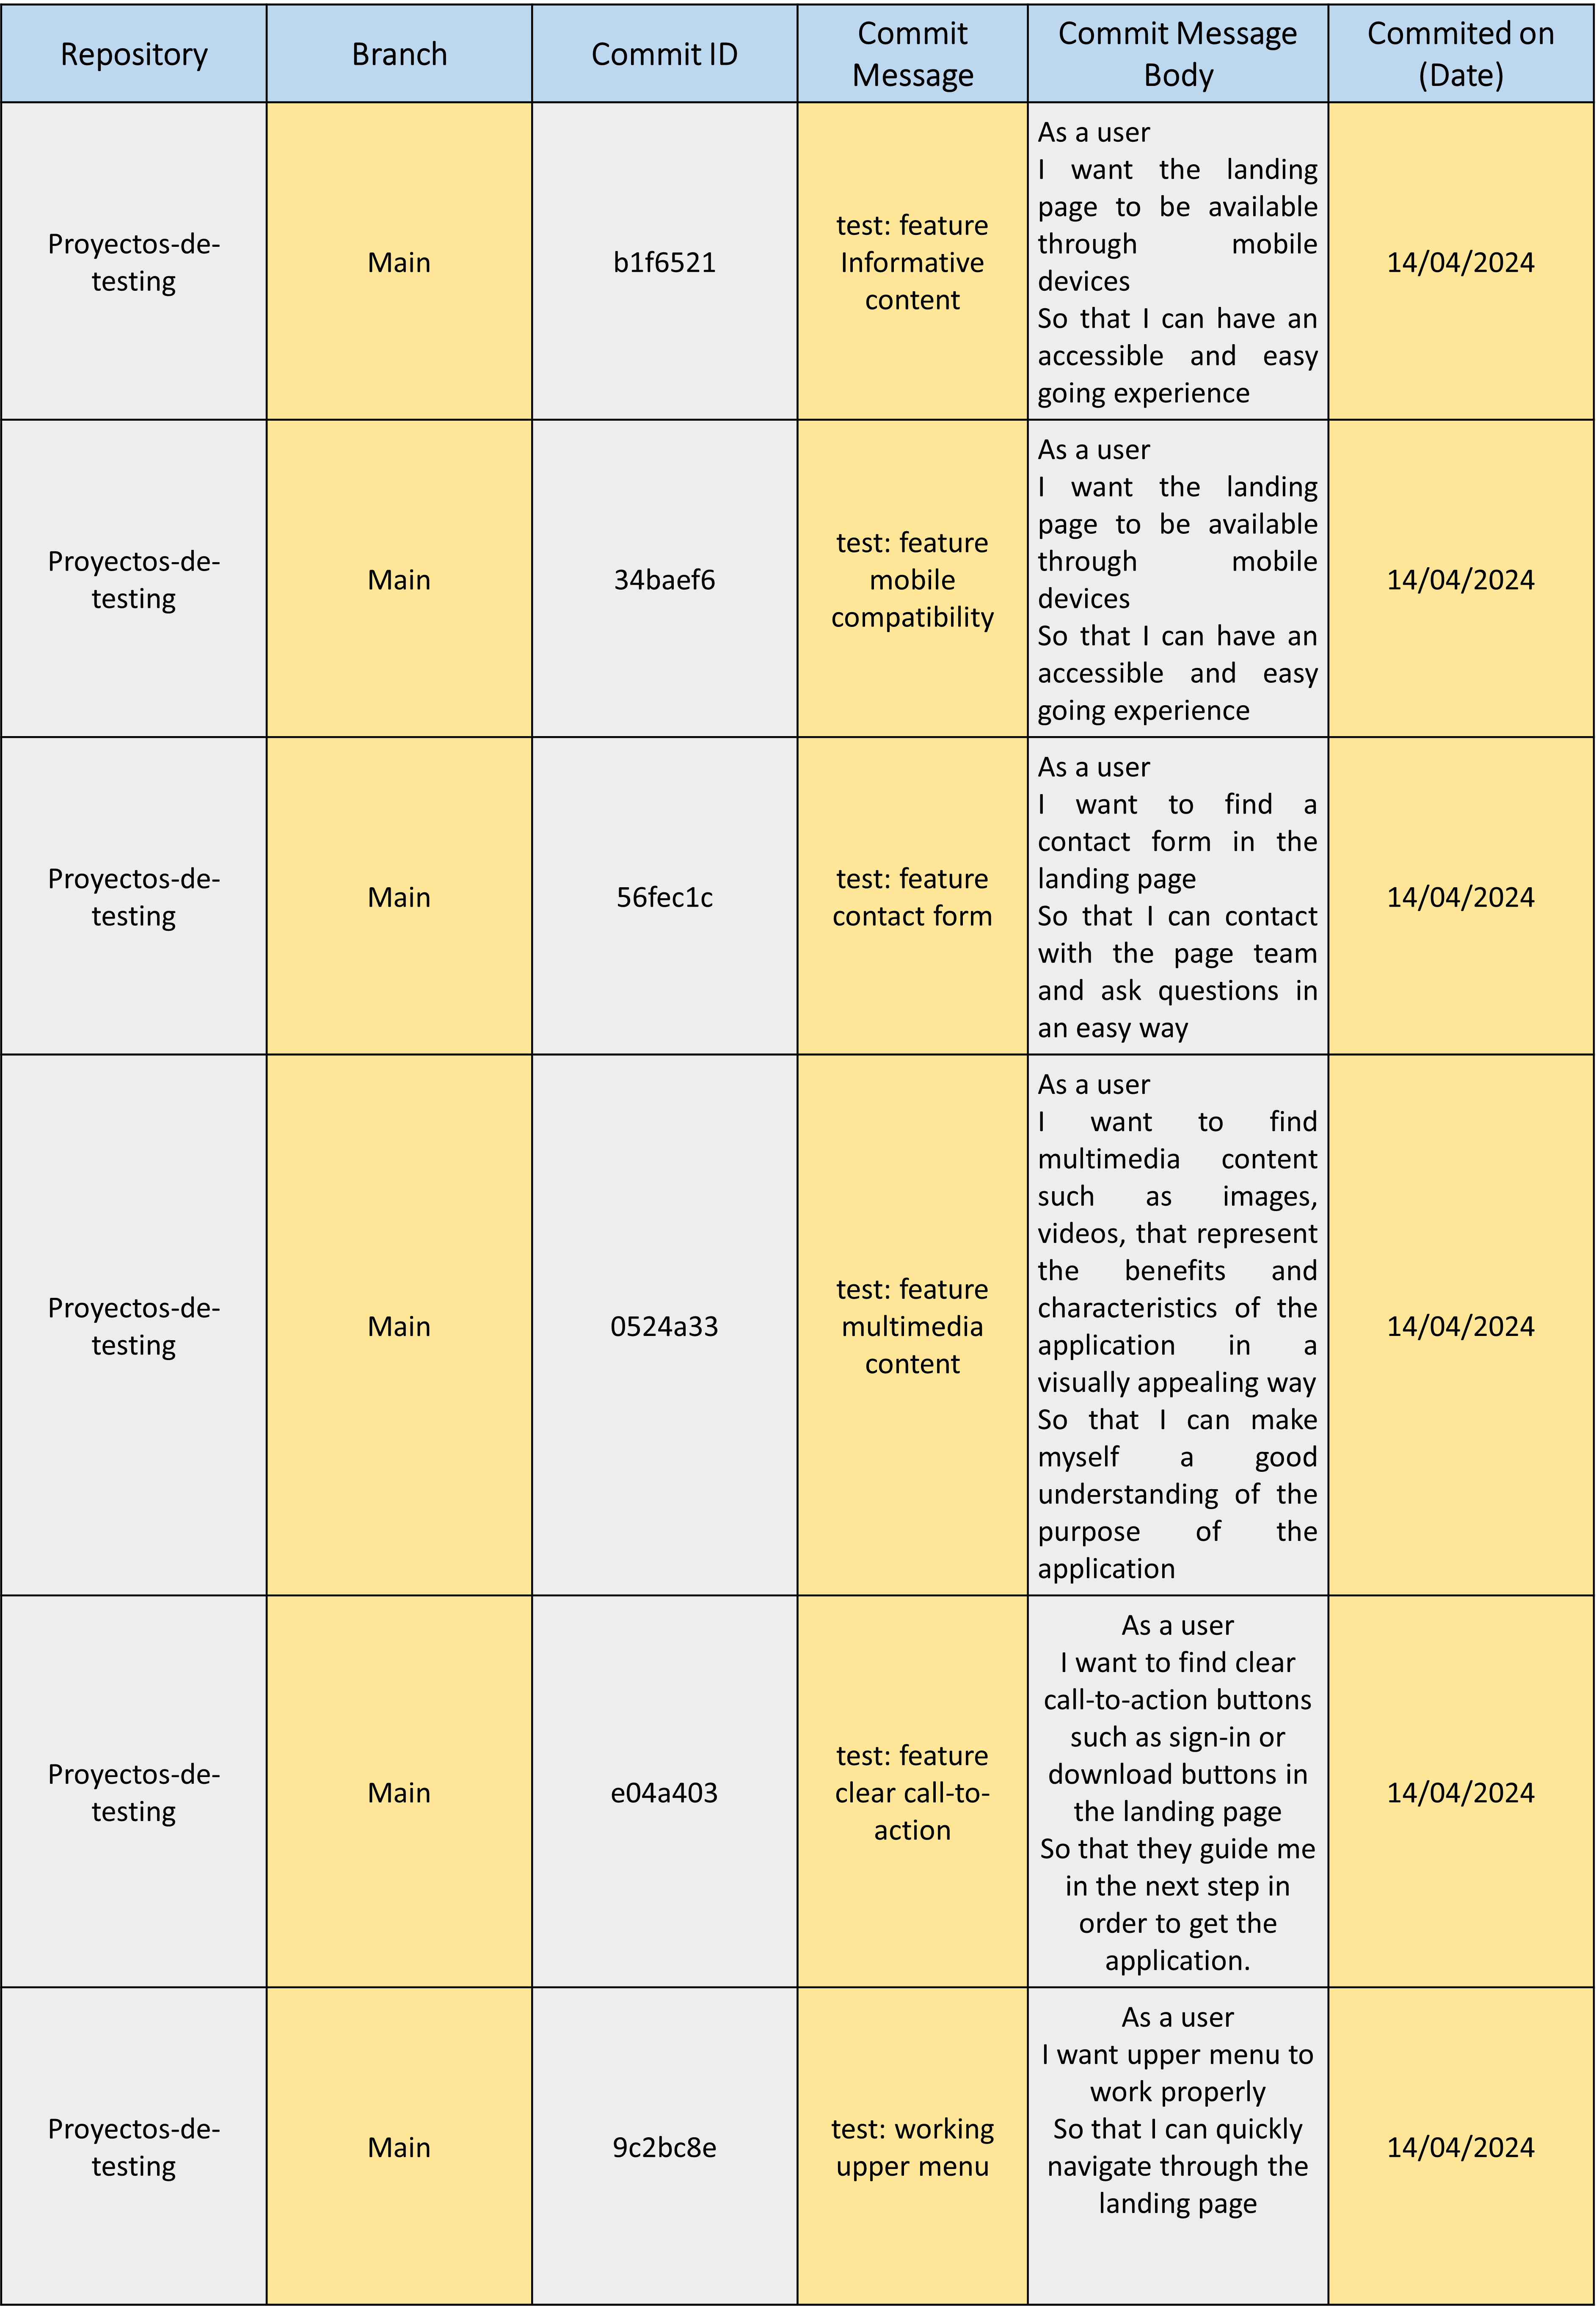 Repository
Branch
Commit ID
Commit
Message
Commit Message
Body
Commited on
(Date)
Proyectos-de-
testing
Main
b1f6521
test: feature
Informative
content
As a user
I want the landing
page to be available
through mobile
devices
So that I can have an
accessible and easy
going experience
14/04/2024
Proyectos-de-
testing
Main
34baef6
test: feature
mobile
compatibility
As a user
I want the landing
page to be available
through mobile
devices
So that I can have an
accessible and easy
going experience
14/04/2024
Proyectos-de-
testing
Main
56fec1c
test: feature
contact form
As a user
I want to find a
contact form in the
landing page
So that I can contact
with the page team
and ask questions in
an easy way
14/04/2024
Proyectos-de-
testing
Main
0524a33
test: feature
multimedia
content
As a user
I want to find
multimedia content
such as images,
videos, that represent
the benefits and
characteristics of the
application in a
visually appealing way
So that I can make
myself a good
understanding of the
purpose of the
application
14/04/2024
Proyectos-de-
testing
Main
e04a403
test: feature
clear call-to-
action
As a user
I want to find clear
call-to-action buttons
such as sign-in or
download buttons in
the landing page
So that they guide me
in the next step in
order to get the
application.
14/04/2024
Proyectos-de-
testing
Main
9c2bc8e
test: working
upper menu
As a user
I want upper menu to
work properly
So that I can quickly
navigate through the
landing page
14/04/2024